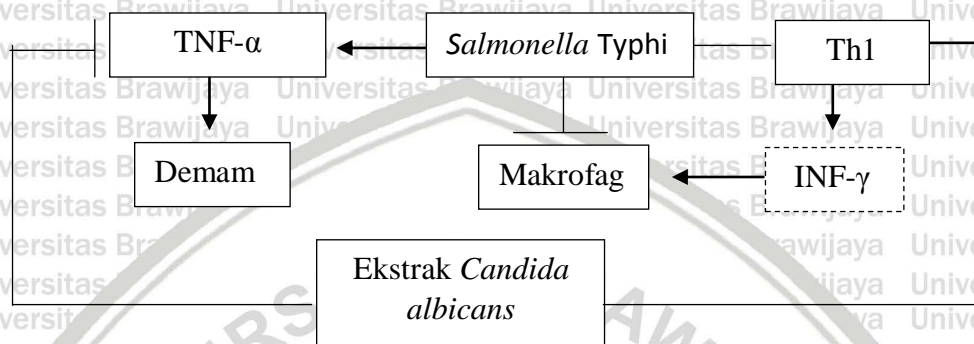 TNF-α
Salmonella Typhi
Th1
Demam
Makrofag
INF-γ
Ekstrak Candida
albicans